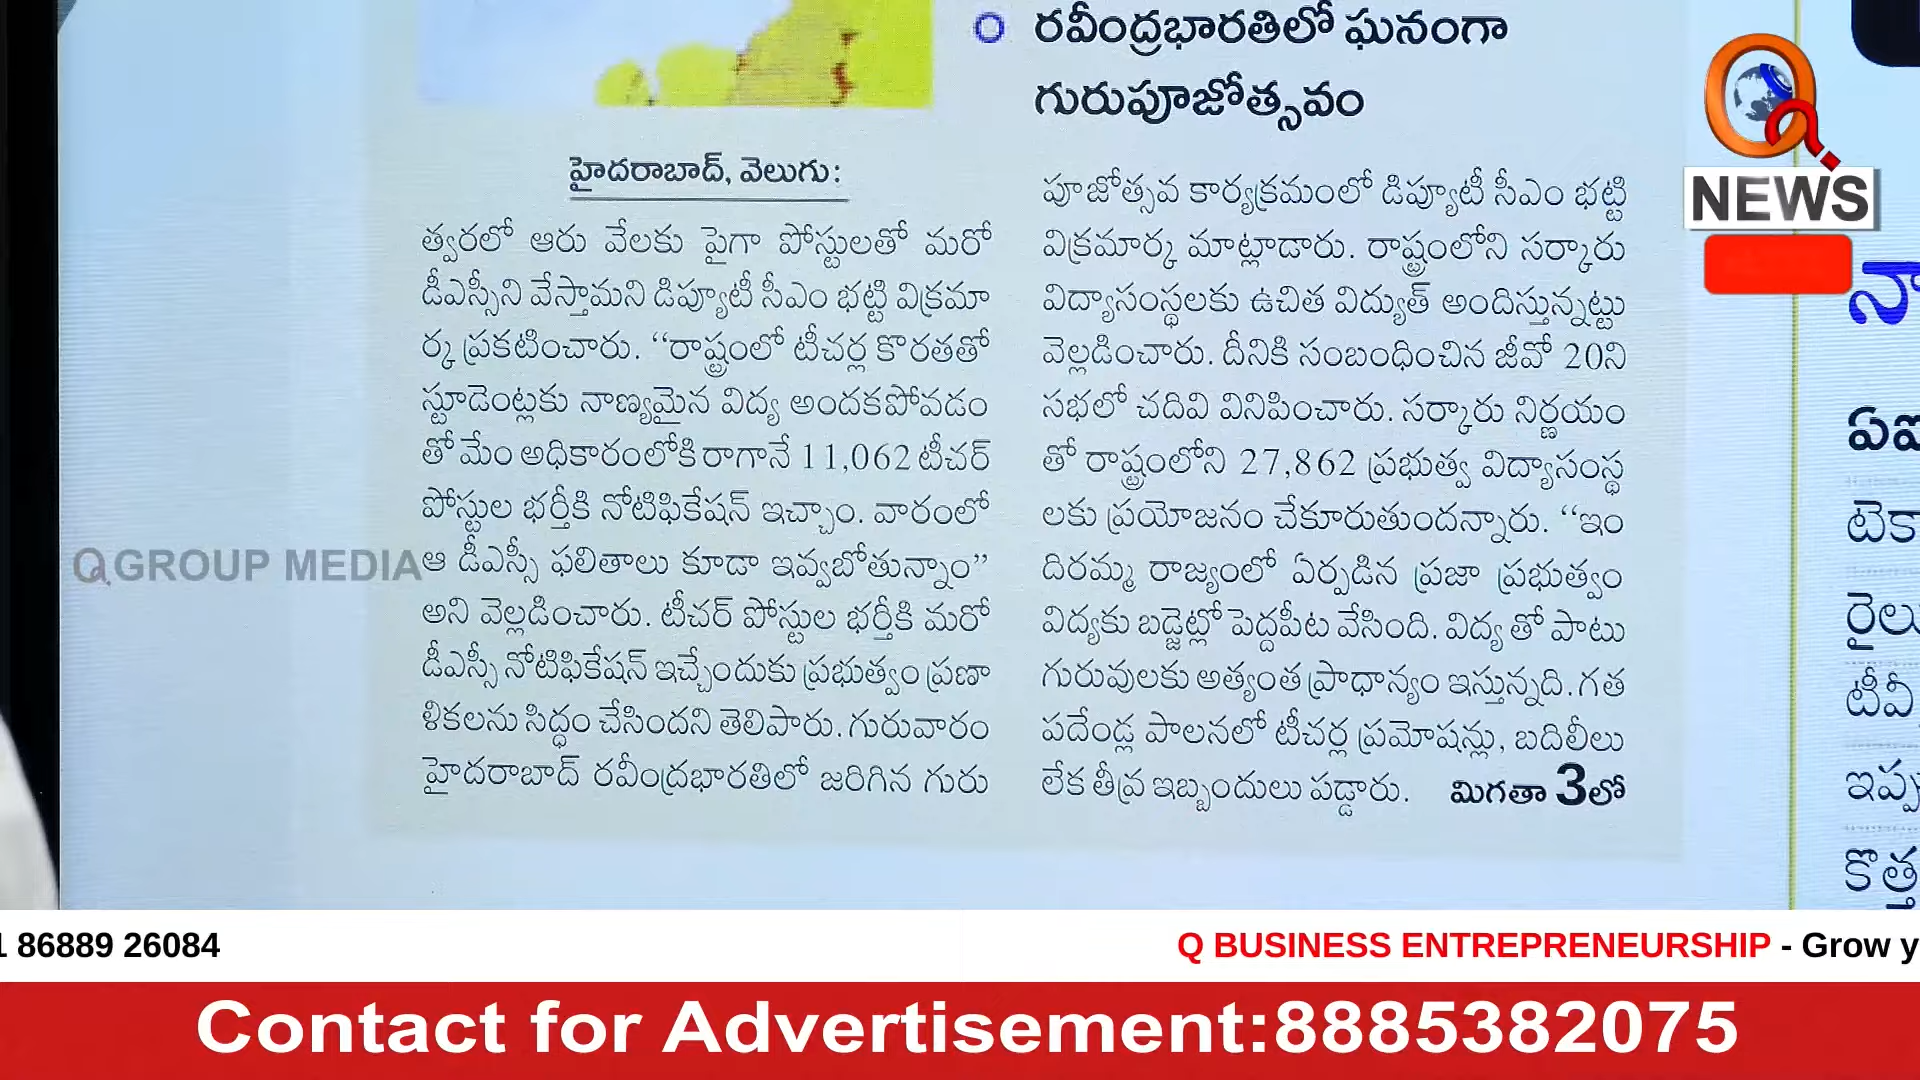 రవీంద్రభారతిలో ఘనంగా
గురుపూజోత్సవం
హైదరాబాద్, వెలుగు:
త్వరలో ఆరు వేలకు పైగా పోస్టులతో మరో
డీఎస్సీని వేస్తామని డిప్యూటీ సీఎం భట్టి విక్రమా
ర్క ప్రకటించారు. “రాష్ట్రంలో టీచర్ల కొరతతో
స్టూడెంట్లకు నాణ్యమైన విద్య అందకపోవడం
తో మేం అధికారంలోకి రాగానే 11,062 టీచర్
పోస్టుల భర్తీకి నోటిఫికేషన్ ఇచ్చాం. వారంలో
ఆ డీఎస్సీ ఫలితాలు కూడా ఇవ్వబోతున్నాం”
అని వెల్లడించారు. టీచర్ పోస్టుల భర్తీకి మరో
డీఎస్సీ నోటిఫికేషన్ ఇచ్చేందుకు ప్రభుత్వం ప్రణా
ళికలను సిద్ధం చేసిందని తెలిపారు. గురువారం
హైదరాబాద్ రవీంద్రభారతిలో జరిగిన గురు
పూజోత్సవ కార్యక్రమంలో డిప్యూటీ సీఎం భట్టి
విక్రమార్క మాట్లాడారు. రాష్ట్రంలోని సర్కారు
విద్యాసంస్థలకు ఉచిత విద్యుత్ అందిస్తున్నట్టు
వెల్లడించారు. దీనికి సంబంధించిన జీవో 20ని
సభలో చదివి వినిపించారు. సర్కారు నిర్ణయం
తో రాష్ట్రంలోని 27,862 ప్రభుత్వ విద్యాసంస్థ
లకు ప్రయోజనం చేకూరుతుందన్నారు. “ఇం
దిరమ్మ రాజ్యంలో ఏర్పడిన ప్రజా ప్రభుత్వం
విద్యకు బడ్జెట్లో పెద్దపీట వేసింది. విద్య తో పాటు
గురువులకు అత్యంత ప్రాధాన్యం ఇస్తున్నది. గత
పదేండ్ల పాలనలో టీచర్ల ప్రమోషన్లు, బదిలీలు
లేక తీవ్ర ఇబ్బందులు పడ్డారు. మిగతా 3లో
Q NEWS
నా
టెకా
రైలు
టీవీ
ఇప్ప
కొత్త
Q GROUP MEDIA
1 86889 26084
Q BUSINESS ENTREPRENEURSHIP - Grow y
Contact for Advertisement:8885382075